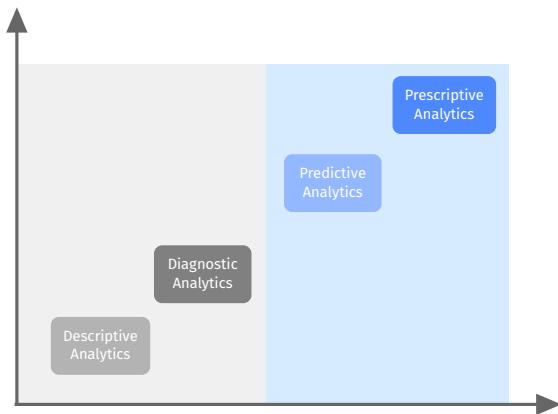 Prescriptive
Analytics
Predictive
Analytics
Diagnostic
Analytics
Descriptive
Analytics